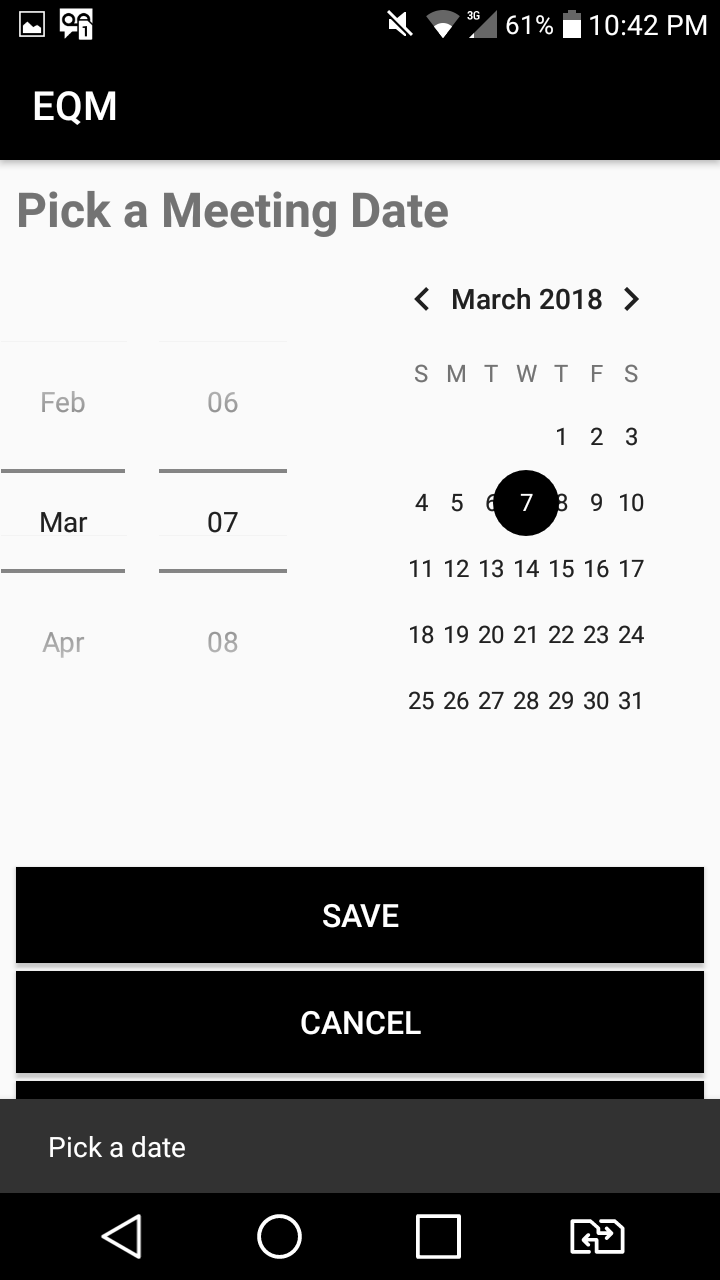 1
3G
61%
10:42 PM
EQM
Pick a Meeting Date
March 2018
S M T W T F S
1 2 3
4 5 6 7 8 9 10
11 12 13 14 15 16 17
18 19 20 21 22 23 24
25 26 27 28 29 30 31
Feb 06
Mar 07
Apr 08
SAVE
CANCEL
Pick a date